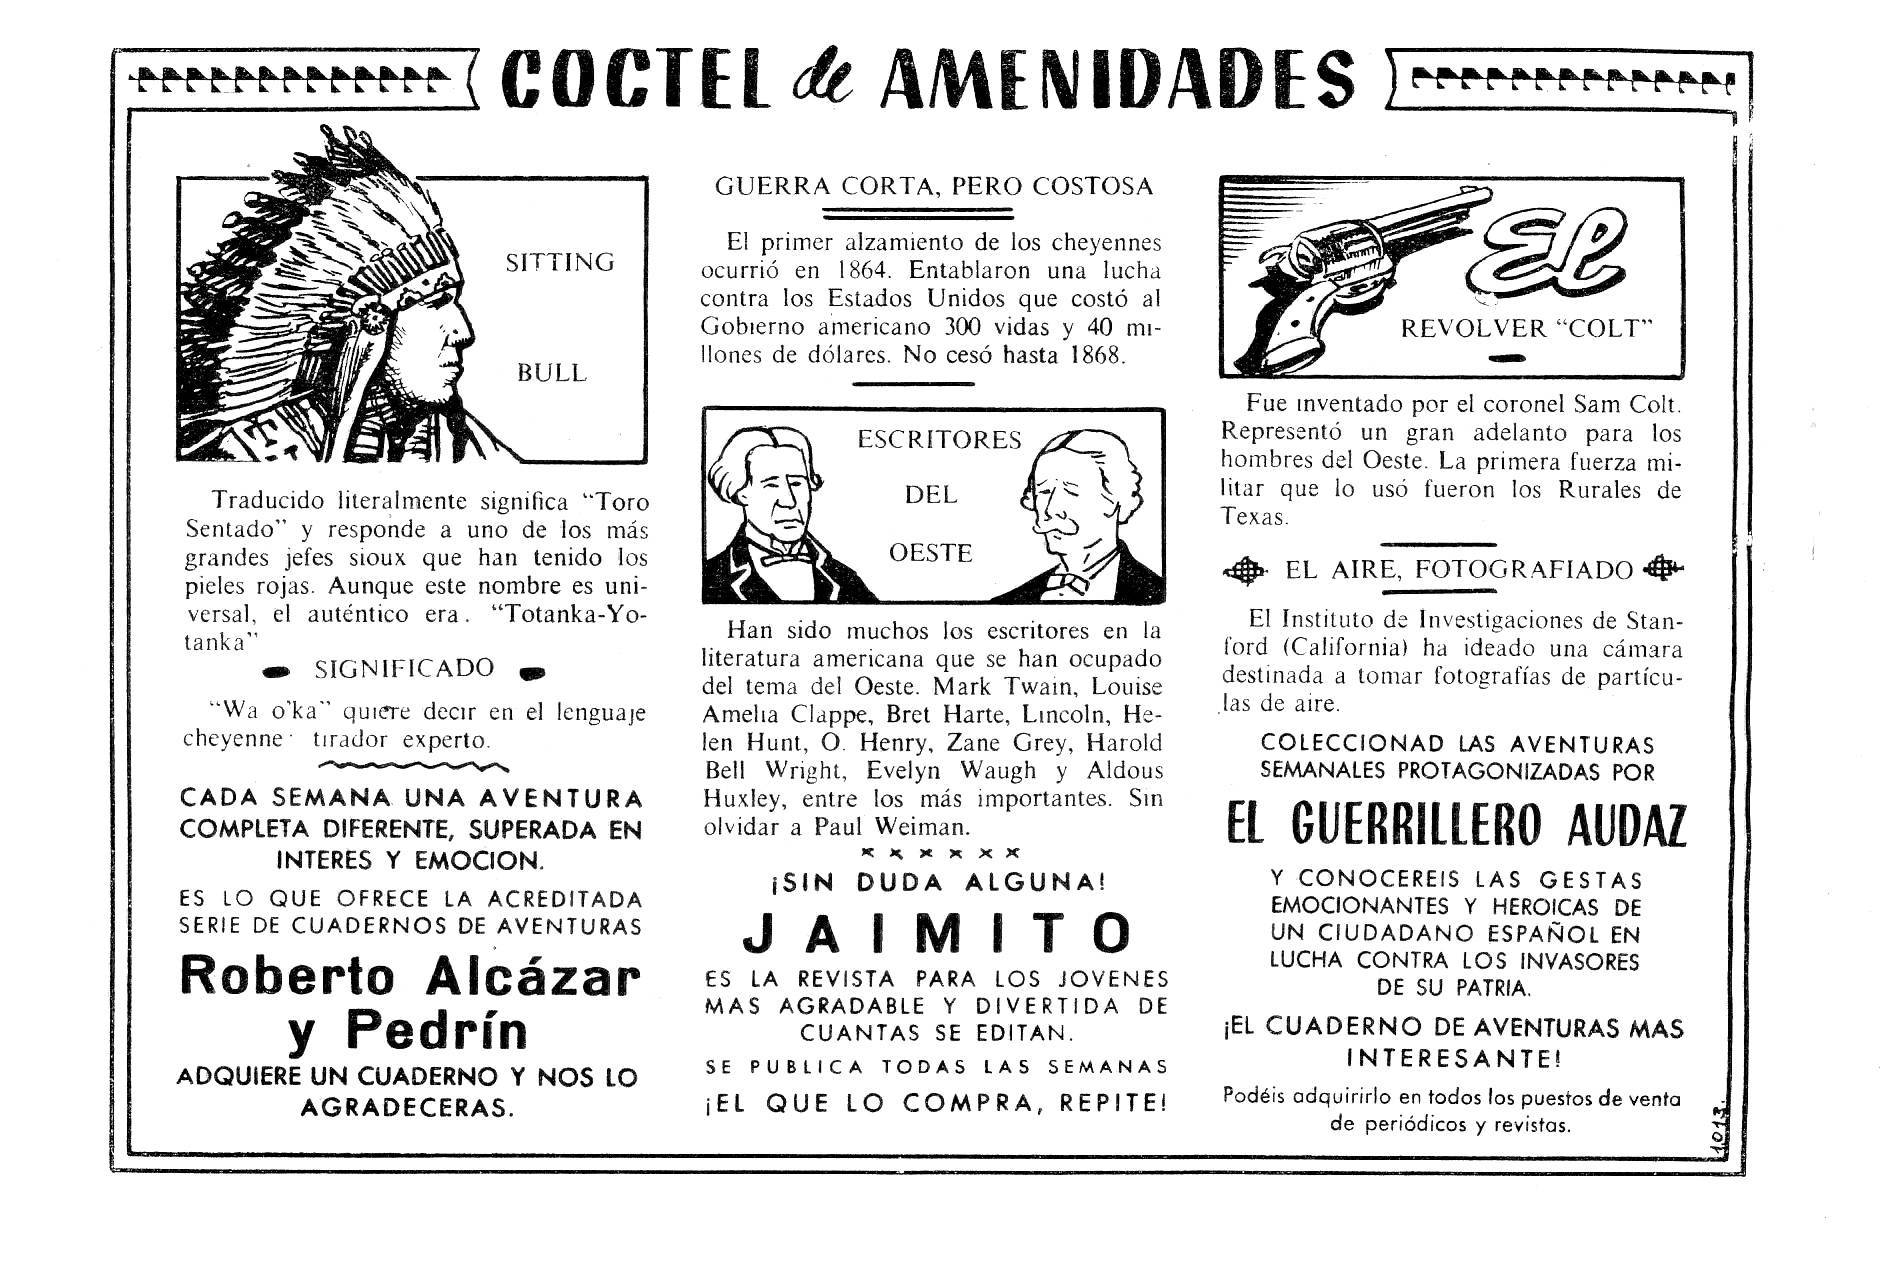 COCTEL de AMENIDADES
SITTING
BULL
Traducido literalmente significa "Toro
Sentado" y responde a uno de los más
grandes jefes sioux que han tenido los
pieles rojas. Aunque este nombre es uni-
versal, el auténtico era. "Totanka-Yo-
tanka"
SIGNIFICADO
"Wa o'ka" quiere decir en el lenguaje
cheyenne· tirador experto.
CADA SEMANA UNA AVENTURA
COMPLETA DIFERENTE, SUPERADA EN
INTERES Y EMOCION.
ES LO QUE OFRECE LA ACREDITADA
SERIE DE CUADERNOS DE AVENTURAS
Roberto Alcázar
y Pedrín
ADQUIERE UN CUADERNO Y NOS LO
AGRADECERAS.
GUERRA CORTA, PERO COSTOSA
El primer alzamiento de los cheyennes
ocurrió en 1864. Entablaron una lucha
contra los Estados Unidos que costó al
Gobierno americano 300 vidas y 40 mi-
llones de dólares. No cesó hasta 1868.
ESCRITORES
DEL
OESTE
Han sido muchos los escritores en la
literatura americana que se han ocupado
del tema del Oeste. Mark Twain, Louise
Amelia Clappe, Bret Harte, Lincoln, He-
len Hunt, O. Henry, Zane Grey, Harold
Bell Wright, Evelyn Waugh y Aldous
Huxley, entre los más importantes. Sin
olvidar a Paul Weiman.
¡SIN DUDA ALGUNA!
JAIMITO
ES LA REVISTA PARA LOS JOVENES
MAS AGRADABLE Y DIVERTIDA DE
CUANTAS SE EDITAN.
SE PUBLICA TODAS LAS SEMANAS
¡EL QUE LO COMPRA, REPITE!
El
REVOLVER "COLT"
Fue inventado por el coronel Sam Colt.
Representó un gran adelanto para los
hombres del Oeste. La primera fuerza mi-
litar que lo usó fueron los Rurales de
Texas.
EL AIRE, FOTOGRAFIADO
El Instituto de Investigaciones de Stan-
ford (California) ha ideado una cámara
destinada a tomar fotografías de partícu-
las de aire.
COLECCIONAD LAS AVENTURAS
SEMANALES PROTAGONIZADAS POR
EL GUERRILLERO AUDAZ
Y CONOCEREIS LAS GESTAS
EMOCIONANTES Y HEROICAS DE
UN CIUDADANO ESPAÑOL EN
LUCHA CONTRA LOS INVASORES
DE SU PATRIA.
¡EL CUADERNO DE AVENTURAS MAS
INTERESANTE!
Podéis adquirirlo en todos los puestos de venta
de periódicos y revistas.
1013.